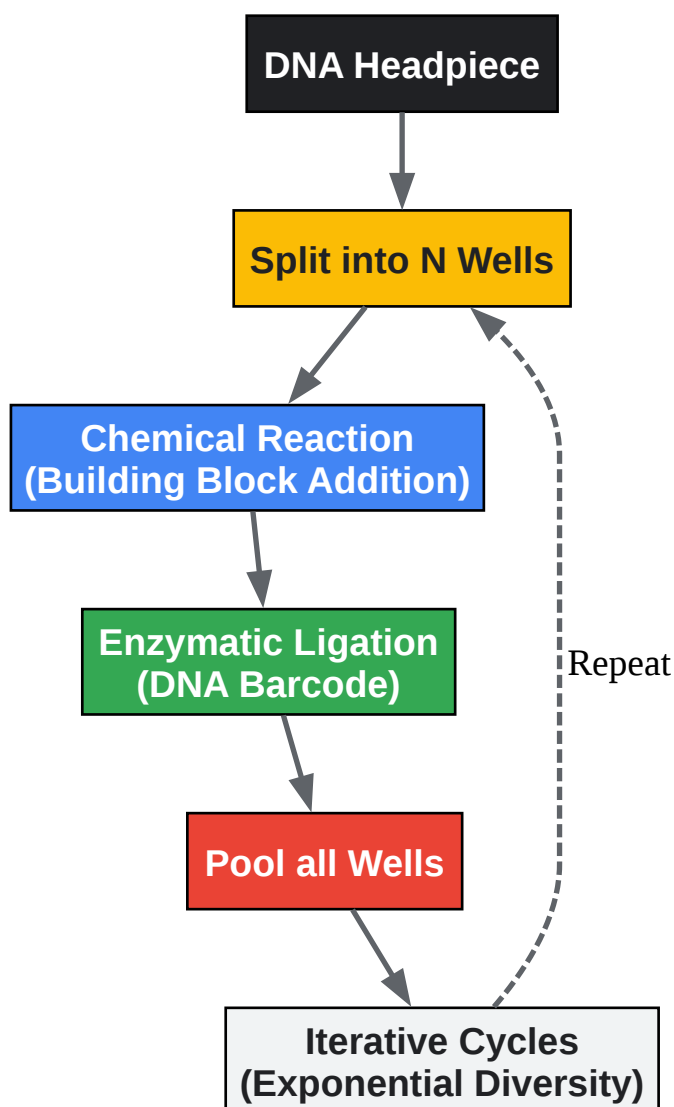 DNA Headpiece
Split into N Wells
Chemical Reaction
(Building Block Addition)
Enzymatic Ligation
(DNA Barcode)
Repeat
Pool all Wells
Iterative Cycles
(Exponential Diversity)